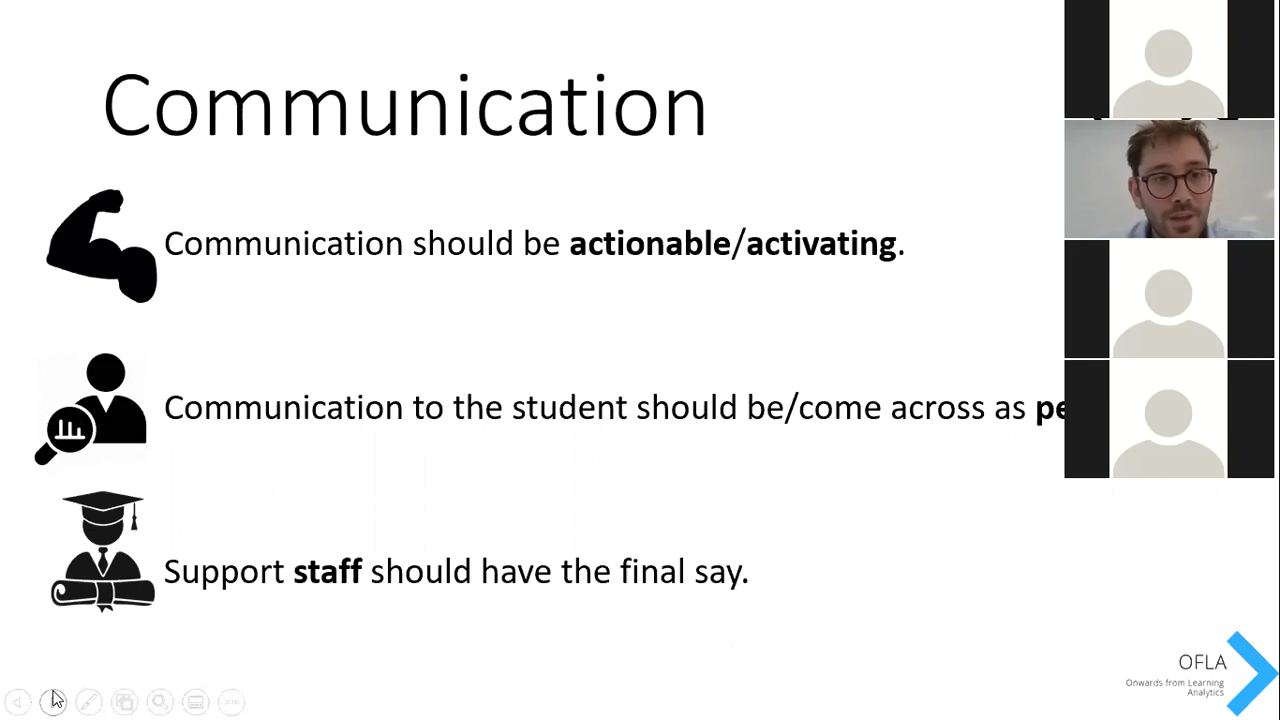 Communication
Communication should be actionable/activating.
Communication to the student should be/come across as
Support staff should have the final say.
OFLA
Onwards from Learning
Analytics